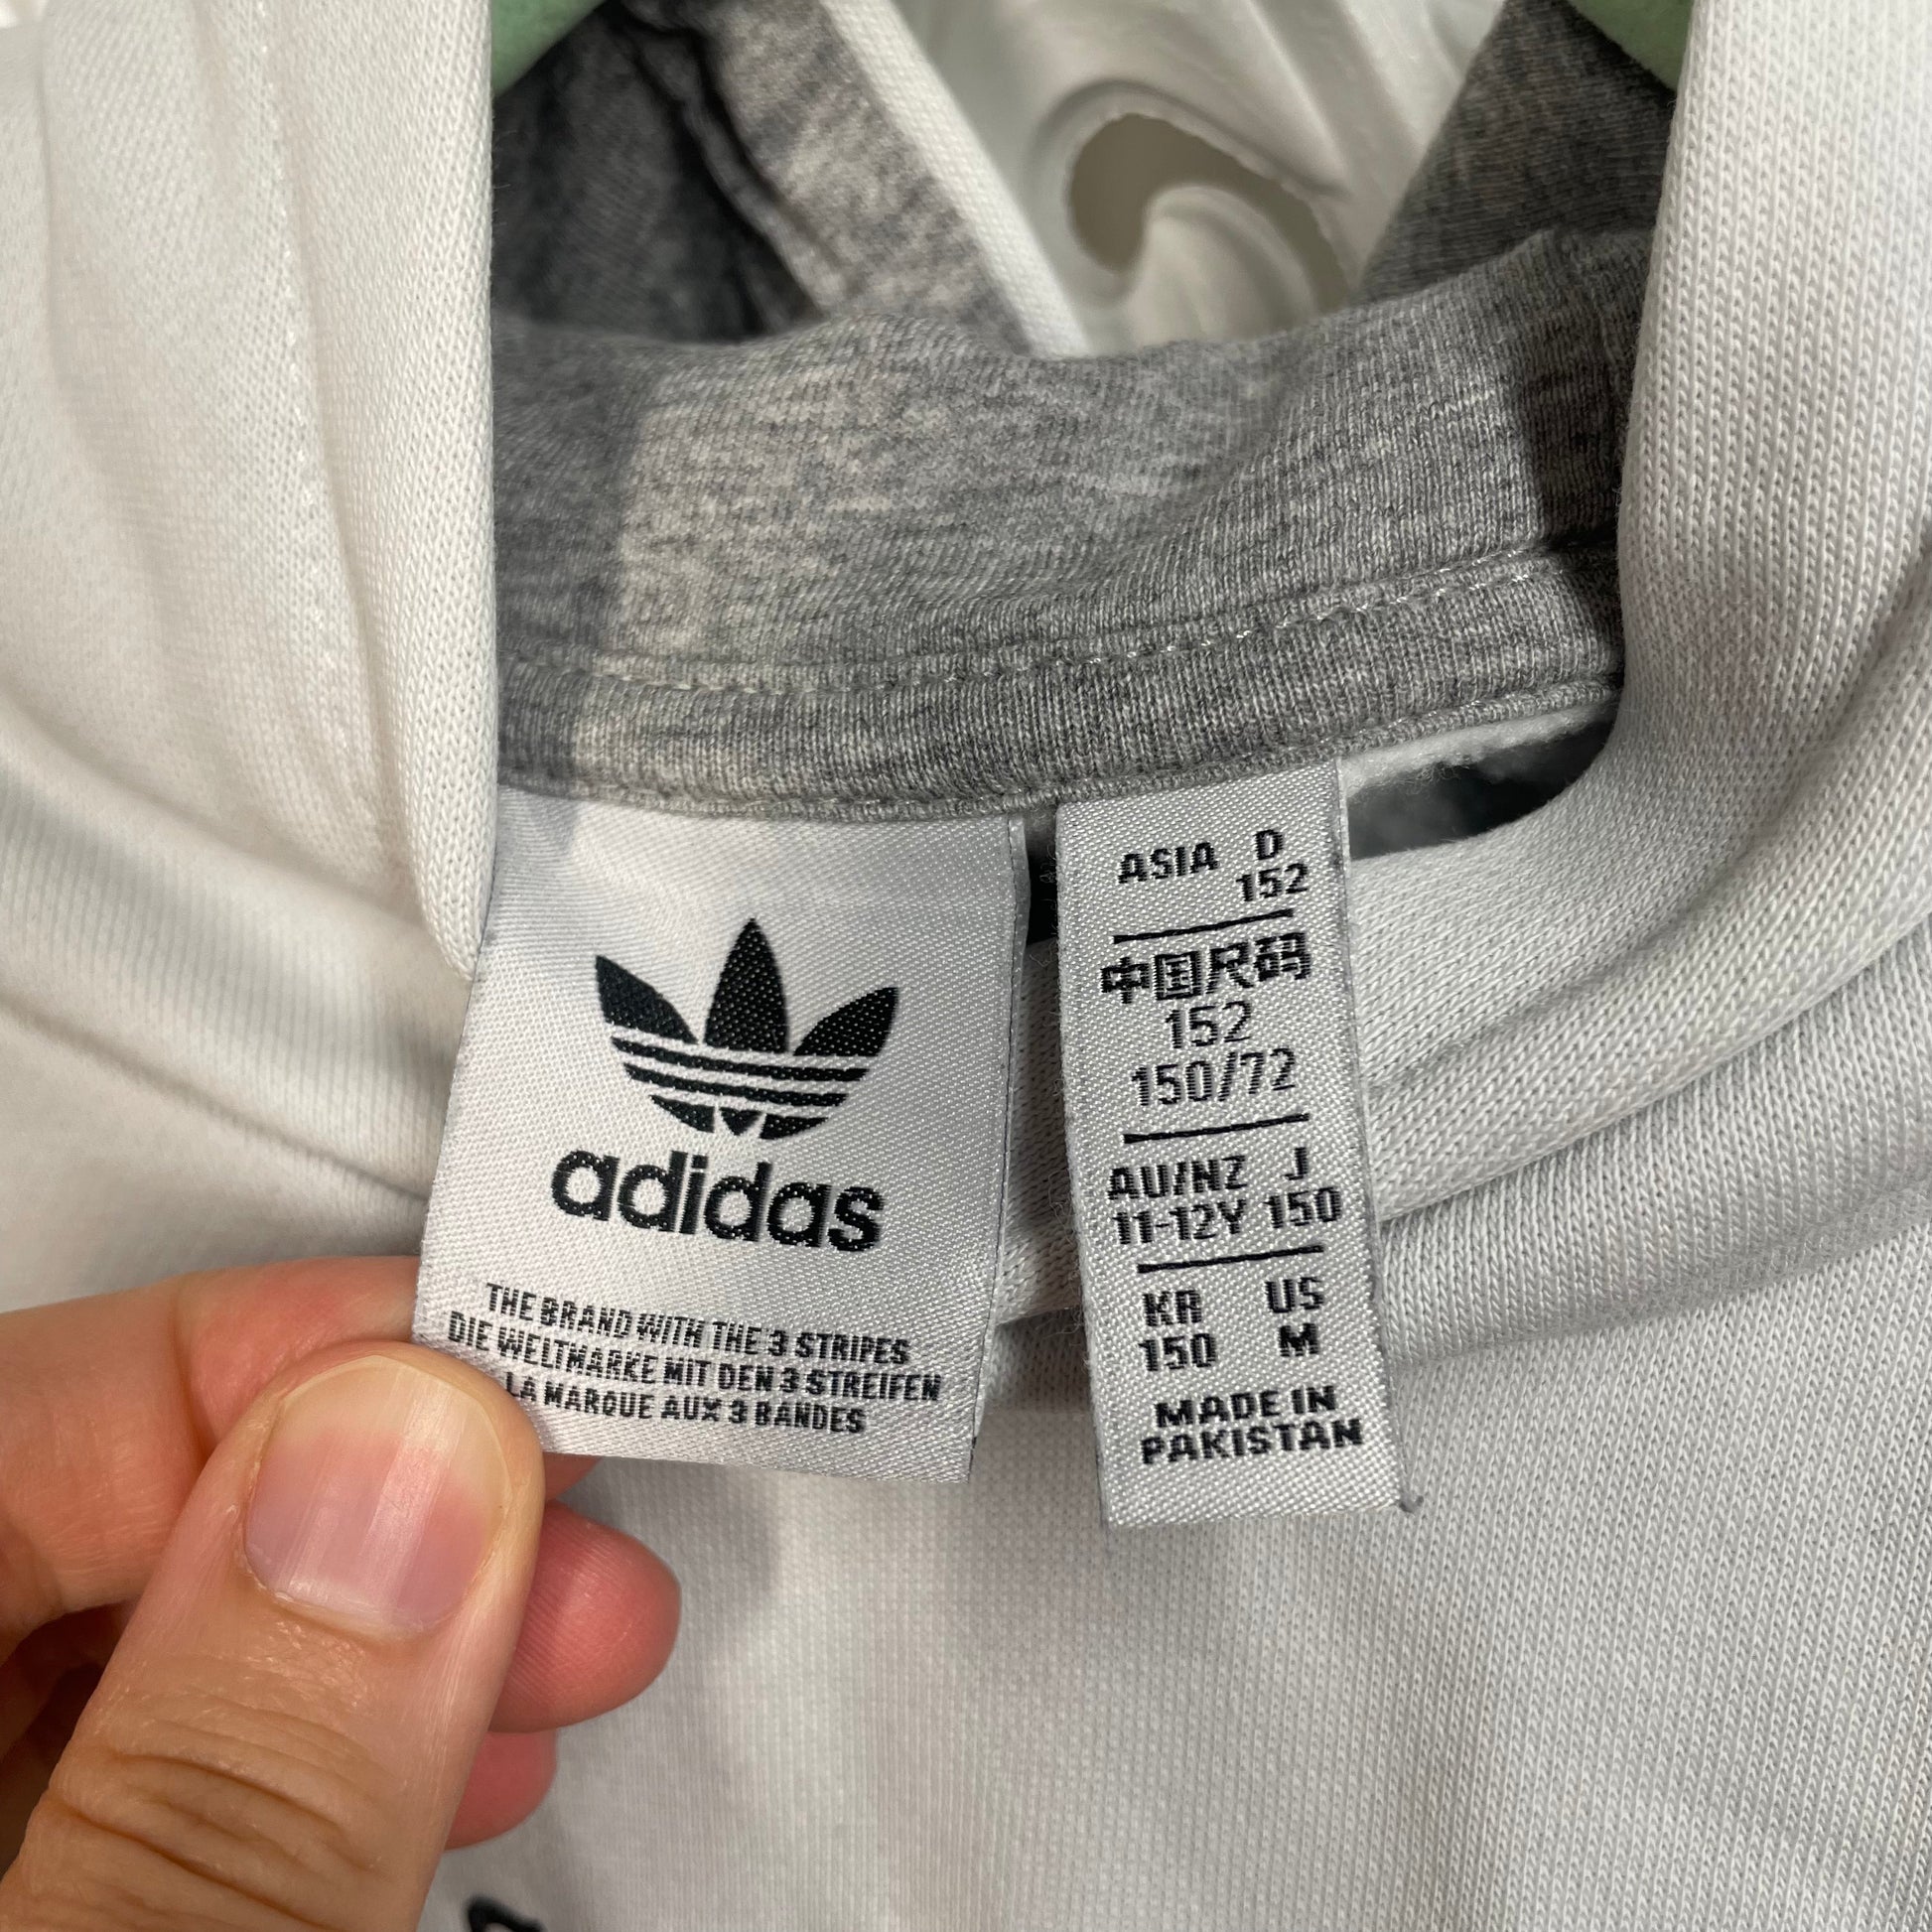 adidas
THE BRAND WITH THE 3 STRIPES
DIE WELTMARKE MIT DEN 3 STREIFEN
LA MARQUE AUX 3 BANDES
ASIA D
152
中国尺码
152
150/72
AU/NZ J
11-12Y 150
KR US
150 M
MADE IN
PAKISTAN